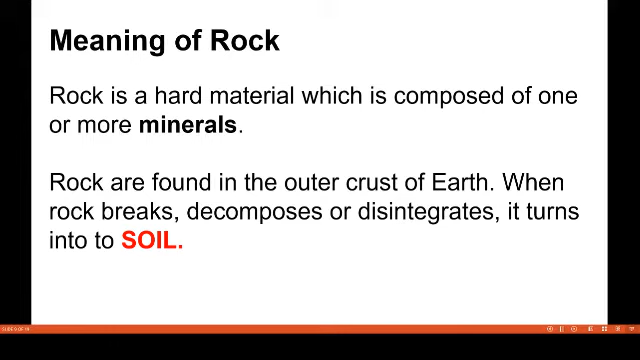 Meaning of Rock
Rock is a hard material which is composed of one
or more minerals.
Rock are found in the outer crust of Earth. When
rock breaks, decomposes or disintegrates, it turns
into to SOIL.